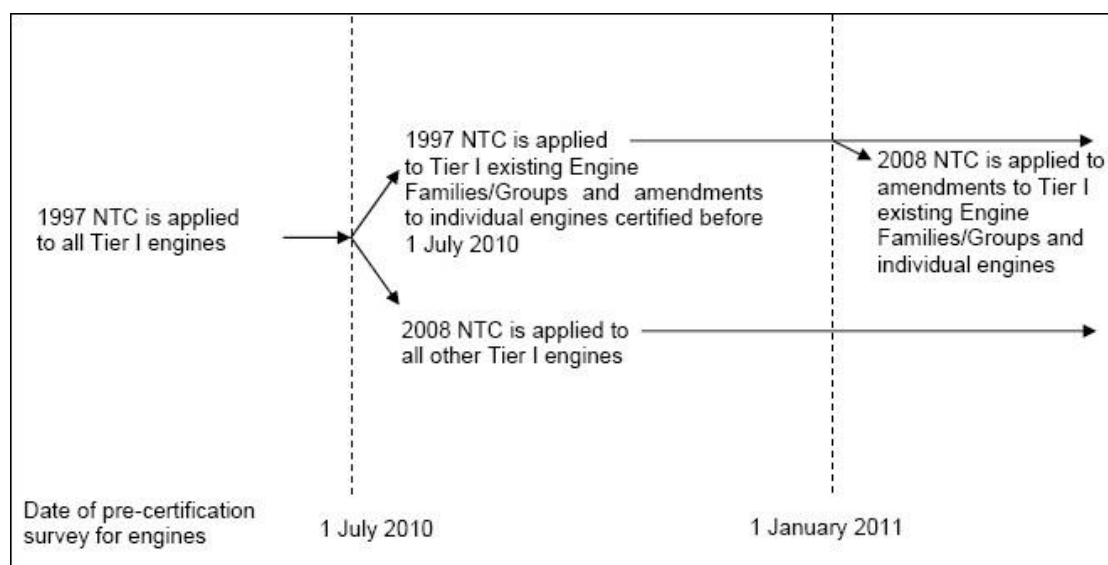 1997 NTC is applied
to all Tier I engines
1997 NTC is applied
to Tier I existing Engine
Families/Groups and amendments
to individual engines certified before
1 July 2010
2008 NTC is applied to
all other Tier I engines
2008 NTC is applied to
amendments to Tier I
existing Engine
Families/Groups and
individual engines
Date of pre-certification
survey for engines
1 July 2010
1 January 2011